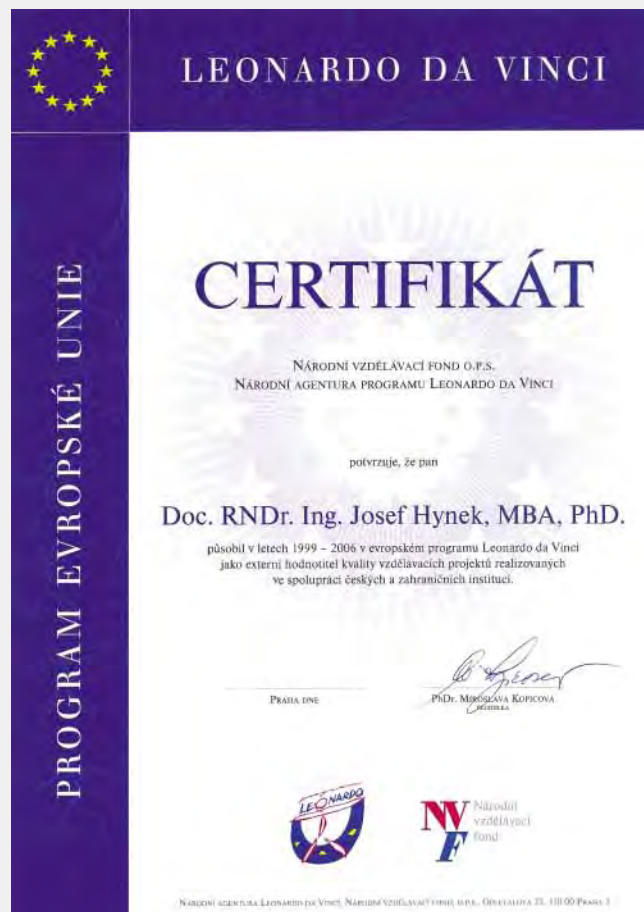 LEONARDO DA VINCI
PROGRAM EVROPSKÉ UNIE
CERTIFIKÁT
NÁRODNÍ VZDĚLÁVACÍ FOND O.P.S.
NÁRODNÍ AGENTURA PROGRAMU LEONARDO DA VINCI
potvrzuje, že pan
Doc. RNDr. Ing. Josef Hynek, MBA, PhD.
působil v letech 1999 – 2006 v evropském programu Leonardo da Vinci
jako externí hodnotitel kvality vzdělávacích projektů realizovaných
ve spolupráci českých a zahraničních institucí.
PRAHA DNE
PhDr. MIROSLAVA KOPICOVÁ
ŘEDITELKA
LEONARDO
NVF
Národní
vzdělávací
fond
NÁRODNÍ AGENTURA LEONARDO DA VINCI, NÁRODNÍ VZDĚLÁVACÍ FOND, O.P.S., OPLETALOVA 25, 110 00 PRAHA 1